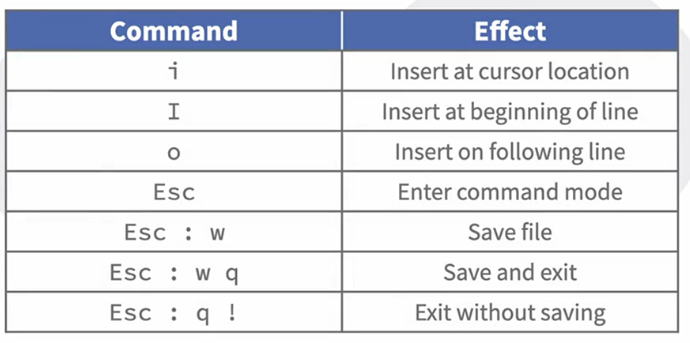 Command Effect
i Insert at cursor location
I Insert at beginning of line
o Insert on following line
Esc Enter command mode
Esc : w Save file
Esc : w q Save and exit
Esc : q ! Exit without saving